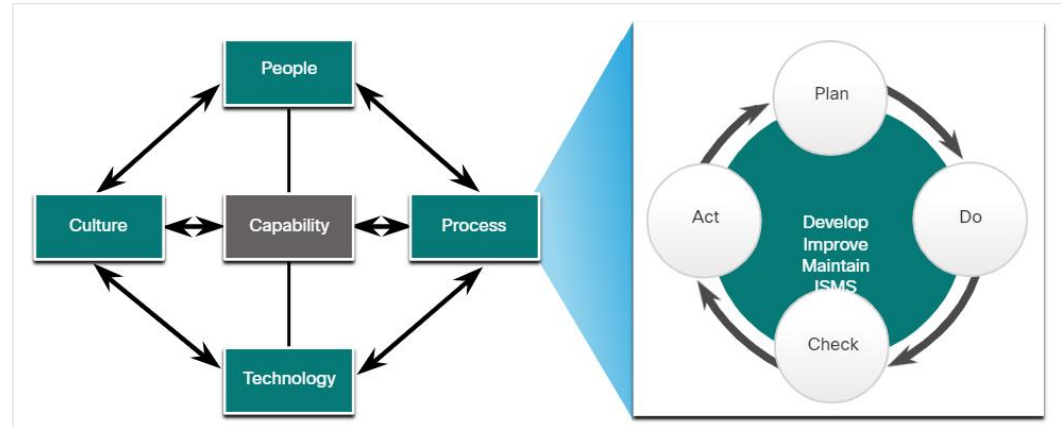 People
Culture
Capability
Process
Technology
Plan
Act
Do
Develop
Improve
Maintain
ISMS
Check